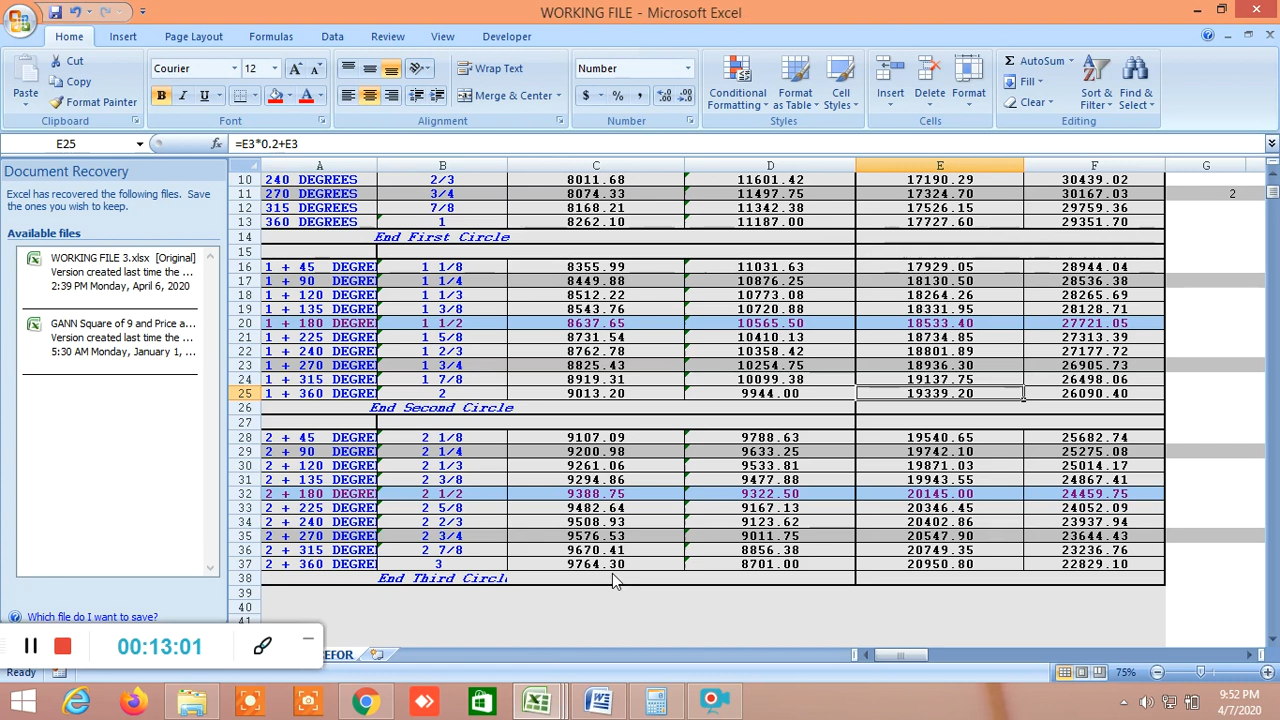 WORKING FILE - Microsoft Excel
Home Insert Page Layout Formulas Data Review View Developer
Paste Cut Copy Format Painter Clipboard
Courier 12 A A B I U A Font
Wrap Text Merge & Center Alignment
Number $ % , Number
Conditional Formatting Format as Table Cell Styles Styles
Insert Delete Format Cells
Σ AutoSum Fill Clear Sort & Filter Find & Select Editing
E25 fx =E3*0.2+E3
Document Recovery
Excel has recovered the following files. Save the ones you wish to keep.
Available files
WORKING FILE 3.xlsx [Original]
Version created last time the ...
2:39 PM Monday, April 6, 2020
GANN Square of 9 and Price a...
Version created last time the ...
5:30 AM Monday, January 1, ...
Which file do I want to save?
A B C D E F G
10 240 DEGREES 2/3 8011.68 11601.42 17190.29 30439.02
11 270 DEGREES 3/4 8074.33 11497.75 17324.70 30167.03 2
12 315 DEGREES 7/8 8168.21 11342.38 17526.15 29759.36
13 360 DEGREES 1 8262.10 11187.00 17727.60 29351.70
14 End First Circle
15
16 1 + 45 DEGREE 1 1/8 8355.99 11031.63 17929.05 28944.04
17 1 + 90 DEGREE 1 1/4 8449.88 10876.25 18130.50 28536.38
18 1 + 120 DEGREE 1 1/3 8512.22 10773.08 18264.26 28265.69
19 1 + 135 DEGREE 1 3/8 8543.76 10720.88 18331.95 28128.71
20 1 + 180 DEGREE 1 1/2 8637.65 10565.50 18533.40 27721.05
21 1 + 225 DEGREE 1 5/8 8731.54 10410.13 18734.85 27313.39
22 1 + 240 DEGREE 1 2/3 8762.78 10358.42 18801.89 27177.72
23 1 + 270 DEGREE 1 3/4 8825.43 10254.75 18936.30 26905.73
24 1 + 315 DEGREE 1 7/8 8919.31 10099.38 19137.75 26498.06
25 1 + 360 DEGREE 2 9013.20 9944.00 19339.20 26090.40
26 End Second Circle
27
28 2 + 45 DEGREE 2 1/8 9107.09 9788.63 19540.65 25682.74
29 2 + 90 DEGREE 2 1/4 9200.98 9633.25 19742.10 25275.08
30 2 + 120 DEGREE 2 1/3 9261.06 9533.81 19871.03 25014.17
31 2 + 135 DEGREE 2 3/8 9294.86 9477.88 19943.55 24867.41
32 2 + 180 DEGREE 2 1/2 9388.75 9322.50 20145.00 24459.75
33 2 + 225 DEGREE 2 5/8 9482.64 9167.13 20346.45 24052.09
34 2 + 240 DEGREE 2 2/3 9508.93 9123.62 20402.86 23937.94
35 2 + 270 DEGREE 2 3/4 9576.53 9011.75 20547.90 23644.43
36 2 + 315 DEGREE 2 7/8 9670.41 8856.38 20749.35 23236.76
37 2 + 360 DEGREE 3 9764.30 8701.00 20950.80 22829.10
38 End Third Circl
39
40
41
00:13:01
REFOR
Ready 75%
9:52 PM
4/7/2020